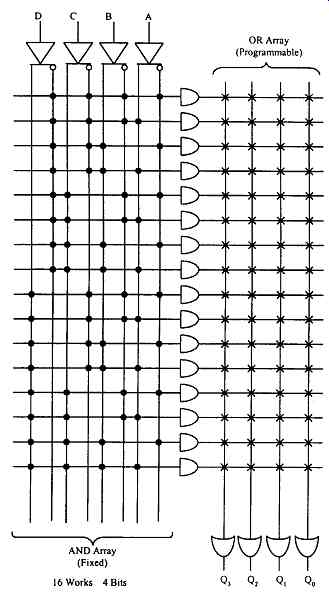 D C B A
OR Array
(Programmable)
AND Array
(Fixed)
16 Works 4 Bits
Q3 Q2 Q1 Q0